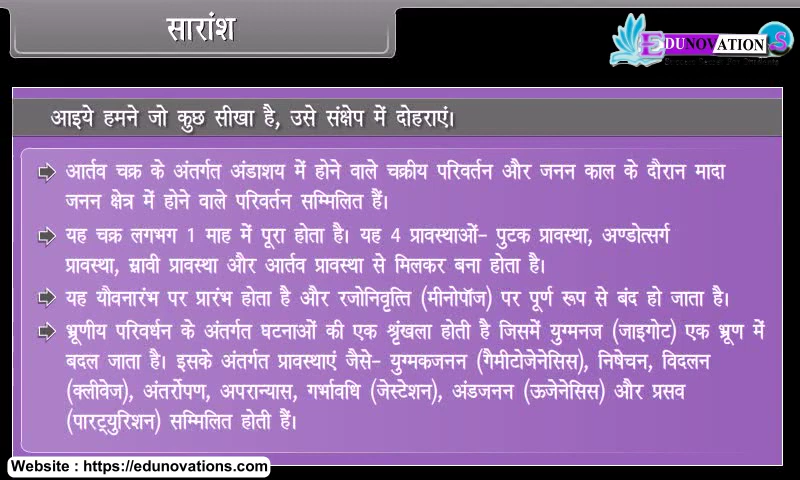 सारांश
EDUNOVATIONS
आइये हमने जो कुछ सीखा है, उसे संक्षेप में दोहराएं।
आर्तव चक्र के अंतर्गत अंडाशय में होने वाले चक्रीय परिवर्तन और जनन काल के दौरान मादा
जनन क्षेत्र में होने वाले परिवर्तन सम्मिलित हैं।
यह चक्र लगभग 1 माह में पूरा होता है। यह 4 प्रावस्थाओं- पुटक प्रावस्था, अण्डोत्सर्ग
प्रावस्था, स्रावी प्रावस्था और आर्तव प्रावस्था से मिलकर बना होता है।
यह यौवनारंभ पर प्रारंभ होता है और रजोनिवृत्ति (मीनोपॉज) पर पूर्ण रूप से बंद हो जाता है।
भ्रूणीय परिवर्धन के अंतर्गत घटनाओं की एक श्रृंखला होती है जिसमें युग्मनज (जाइगोट) एक भ्रूण में
बदल जाता है। इसके अंतर्गत प्रावस्थाएं जैसे- युग्मकजनन (गैमीटोजेनेसिस), निषेचन, विदलन
(क्लीवेज), अंतर्रोपण, अपरान्यास, गर्भावधि (जेस्टेशन), अंडजनन (ऊजेनेसिस) और प्रसव
(पारट्युरिशन) सम्मिलित होती हैं।
Website : https://edunovations.com